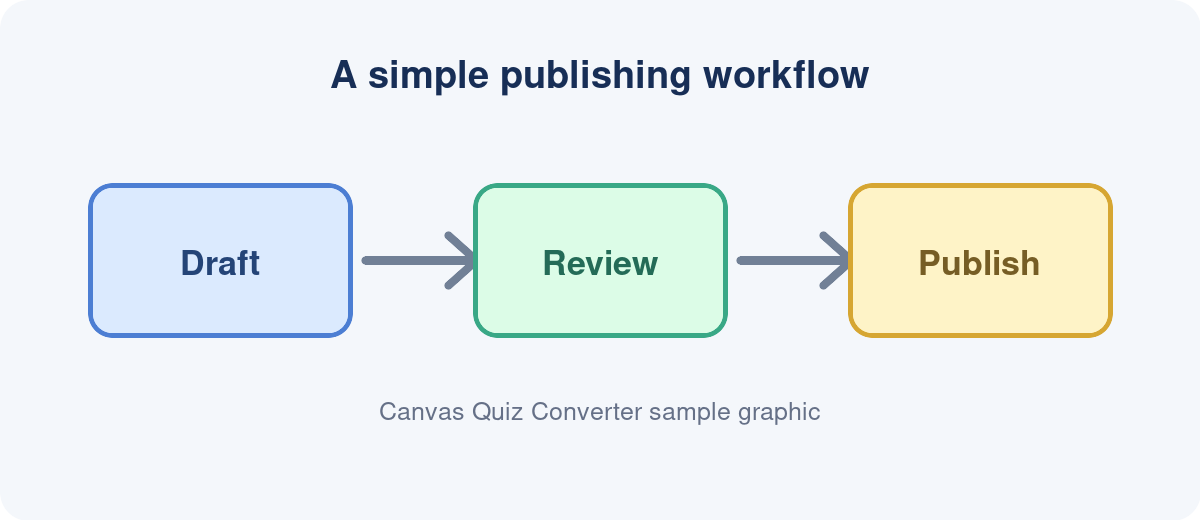 A simple publishing workflow
Draft
Review
Publish
Canvas Quiz Converter sample graphic